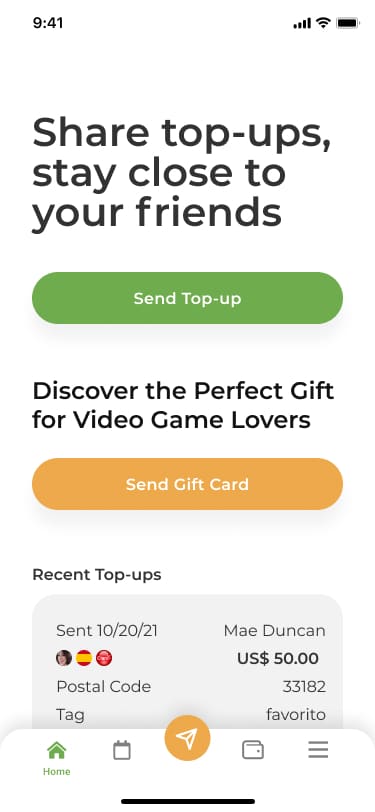 9:41
Share top-ups,
stay close to
your friends
Send Top-up
Discover the Perfect Gift
for Video Game Lovers
Send Gift Card
Recent Top-ups
Sent 10/20/21 Mae Duncan
US$ 50.00
Postal Code 33182
Tag favorito
Home